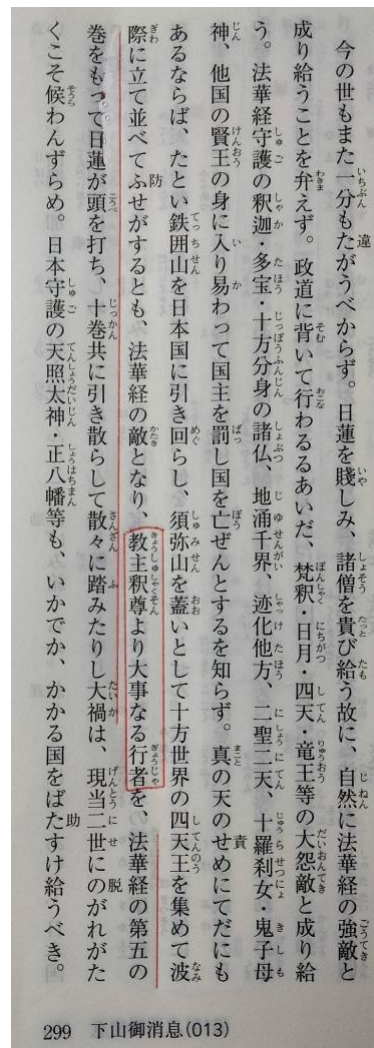 今の世もまた一分もたがうべからず。日蓮を賤しみ、諸僧を貴び給う故に、自然に法華経の強敵と
成り給うことを弁えず。政道に背いて行わるるあいだ、梵釈・日月・四天・竜王等の大怨敵と成り給
う。法華経守護の釈迦・多宝・十方分身の諸仏、地涌千界、迹化他方、二聖二天、十羅刹女・鬼子母
神、他国の賢王の身に入り易わって国主を罰し国を亡ぜんとするを知らず。真の天のせめにてだにも
あるならば、たとい鉄囲山を日本国に引き回らし、須弥山を蓋いとして十方世界の四天王を集めて波
際に立て並べてふせがするとも、法華経の敵となり、教主釈尊より大事なる行者を、法華経の第五の
巻をもって日蓮が頭を打ち、十巻共に引き散らして散々に踏みたりし大禍は、現当二世にのがれがた
くこそ候わんずらめ。日本守護の天照太神・正八幡等も、いかでか、かかる国をばたすけ給うべき。
299 下山御消息(013)